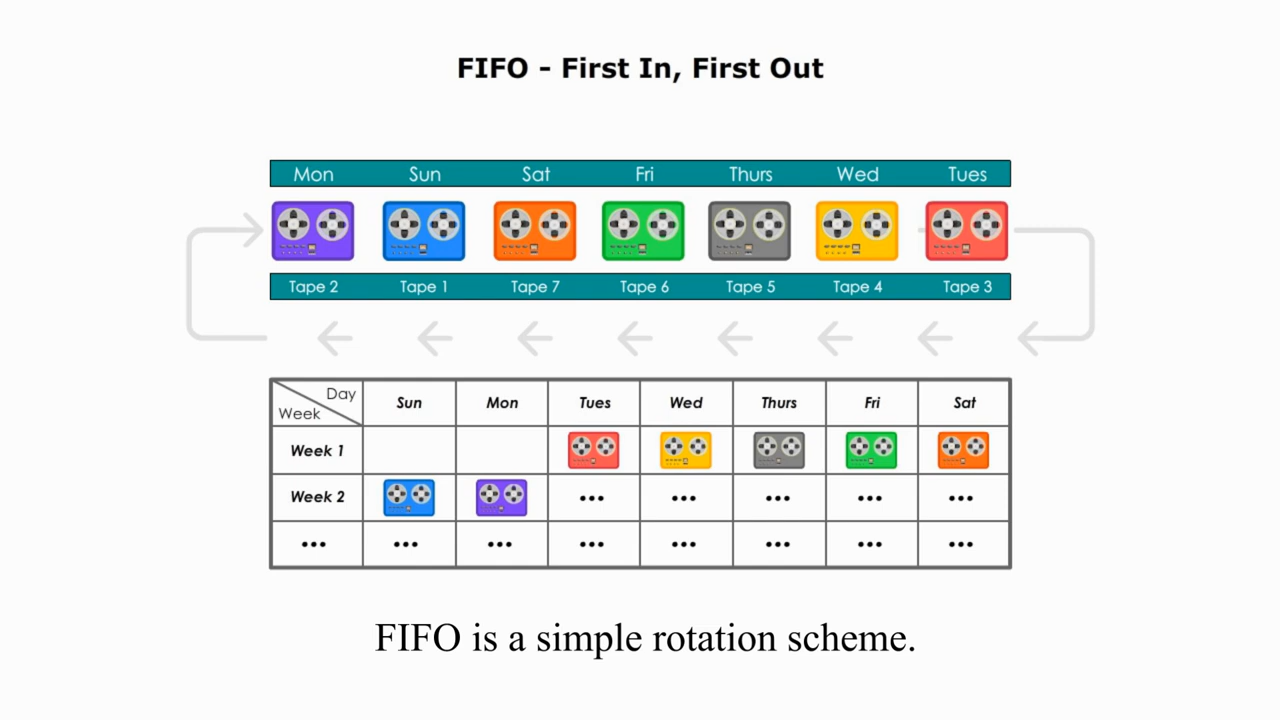 FIFO - First In, First Out
Mon Sun Sat Fri Thurs Wed Tues
Tape 2 Tape 1 Tape 7 Tape 6 Tape 5 Tape 4 Tape 3
Day
Week
Sun Mon Tues Wed Thurs Fri Sat
Week 1
Week 2 ... ... ... ... ...
... ... ... ... ... ... ... ...
FIFO is a simple rotation scheme.